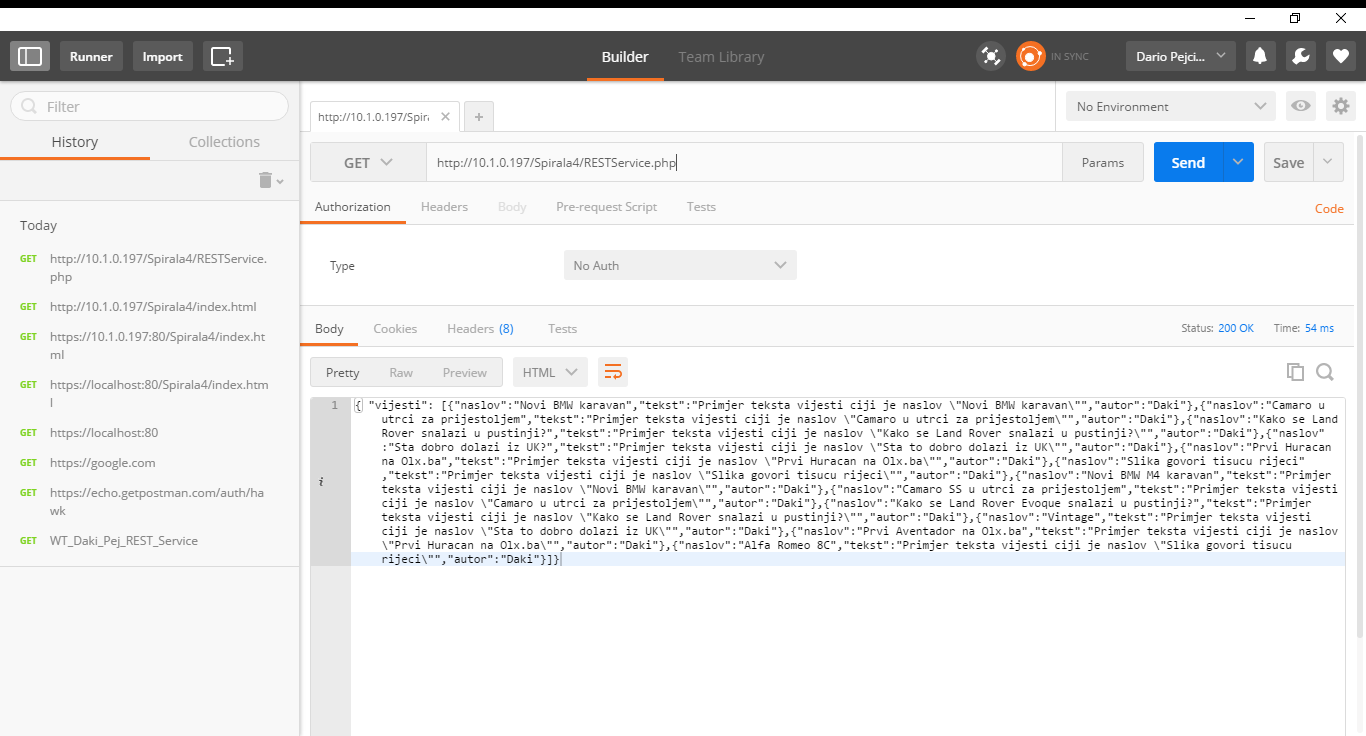 Runner
Import
Builder
Team Library
IN SYNC
Dario Pejci...
Filter
History
Collections
Today
GET http://10.1.0.197/Spirala4/RESTService.
php
GET http://10.1.0.197/Spirala4/index.html
GET https://10.1.0.197:80/Spirala4/index.ht
ml
GET https://localhost:80/Spirala4/index.htm
l
GET https://localhost:80
GET https://google.com
GET https://echo.getpostman.com/auth/ha
wk
GET WT_Daki_Pej_REST_Service
http://10.1.0.197/Spira
No Environment
GET
http://10.1.0.197/Spirala4/RESTService.php
Params
Send
Save
Authorization
Headers
Body
Pre-request Script
Tests
Code
Type
No Auth
Body
Cookies
Headers (8)
Tests
Status: 200 OK
Time: 54 ms
Pretty
Raw
Preview
HTML
1
i
{ "vijesti": [{"naslov":"Novi BMW karavan","tekst":"Primjer teksta vijesti ciji je naslov \"Novi BMW karavan\"","autor":"Daki"},{"naslov":"Camaro u
utrci za prijestoljem","tekst":"Primjer teksta vijesti ciji je naslov \"Camaro u utrci za prijestoljem\"","autor":"Daki"},{"naslov":"Kako se Land
Rover snalazi u pustinji?","tekst":"Primjer teksta vijesti ciji je naslov \"Kako se Land Rover snalazi u pustinji?\"","autor":"Daki"},{"naslov"
:"Sta dobro dolazi iz UK?","tekst":"Primjer teksta vijesti ciji je naslov \"Sta to dobro dolazi iz UK\"","autor":"Daki"},{"naslov":"Prvi Huracan
na Olx.ba","tekst":"Primjer teksta vijesti ciji je naslov \"Prvi Huracan na Olx.ba\"","autor":"Daki"},{"naslov":"Slika govori tisucu rijeci"
,"tekst":"Primjer teksta vijesti ciji je naslov \"Slika govori tisucu rijeci\"","autor":"Daki"},{"naslov":"Novi BMW M4 karavan","tekst":"Primjer
teksta vijesti ciji je naslov \"Novi BMW karavan\"","autor":"Daki"},{"naslov":"Camaro SS u utrci za prijestoljem","tekst":"Primjer teksta vijesti
ciji je naslov \"Camaro u utrci za prijestoljem\"","autor":"Daki"},{"naslov":"Kako se Land Rover Evoque snalazi u pustinji?","tekst":"Primjer
teksta vijesti ciji je naslov \"Kako se Land Rover snalazi u pustinji?\"","autor":"Daki"},{"naslov":"Vintage","tekst":"Primjer teksta vijesti
ciji je naslov \"Sta to dobro dolazi iz UK\"","autor":"Daki"},{"naslov":"Prvi Aventador na Olx.ba","tekst":"Primjer teksta vijesti ciji je naslov
\"Prvi Huracan na Olx.ba\"","autor":"Daki"},{"naslov":"Alfa Romeo 8C","tekst":"Primjer teksta vijesti ciji je naslov \"Slika govori tisucu
rijeci\"","autor":"Daki"}]}